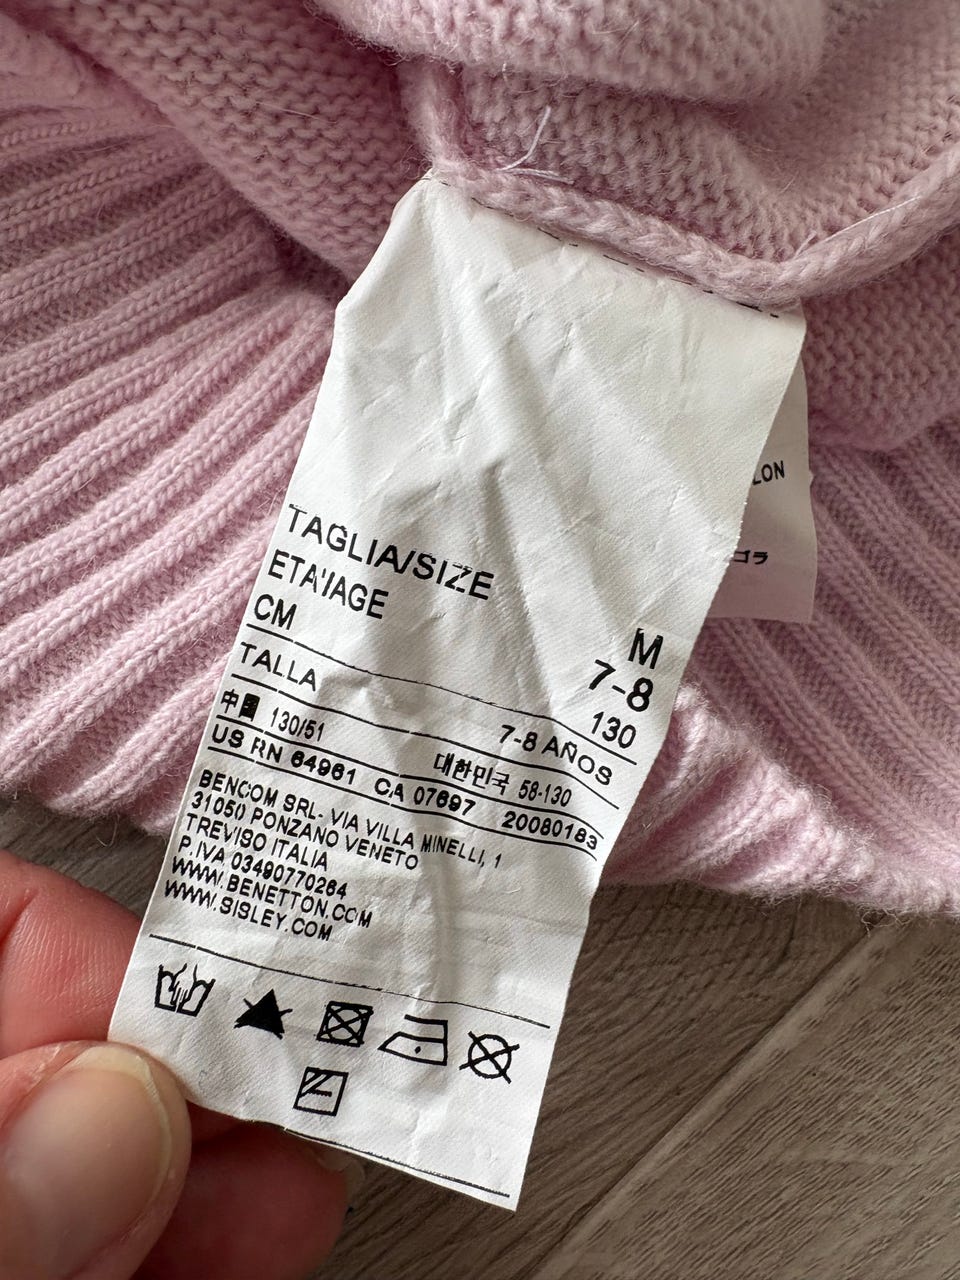 TAGLIA/SIZE M
ETA'/AGE 7-8
CM 130
TALLA 7-8 AÑOS
中国 130/51 대한민국 58-130
US RN 64961 CA 07697 20080183
BENCOM SRL- VIA VILLA MINELLI, 1
31050 PONZANO VENETO
TREVISO ITALIA
P.IVA 03490770264
WWW.BENETTON.COM
WWW.SISLEY.COM
LON
ゴラ